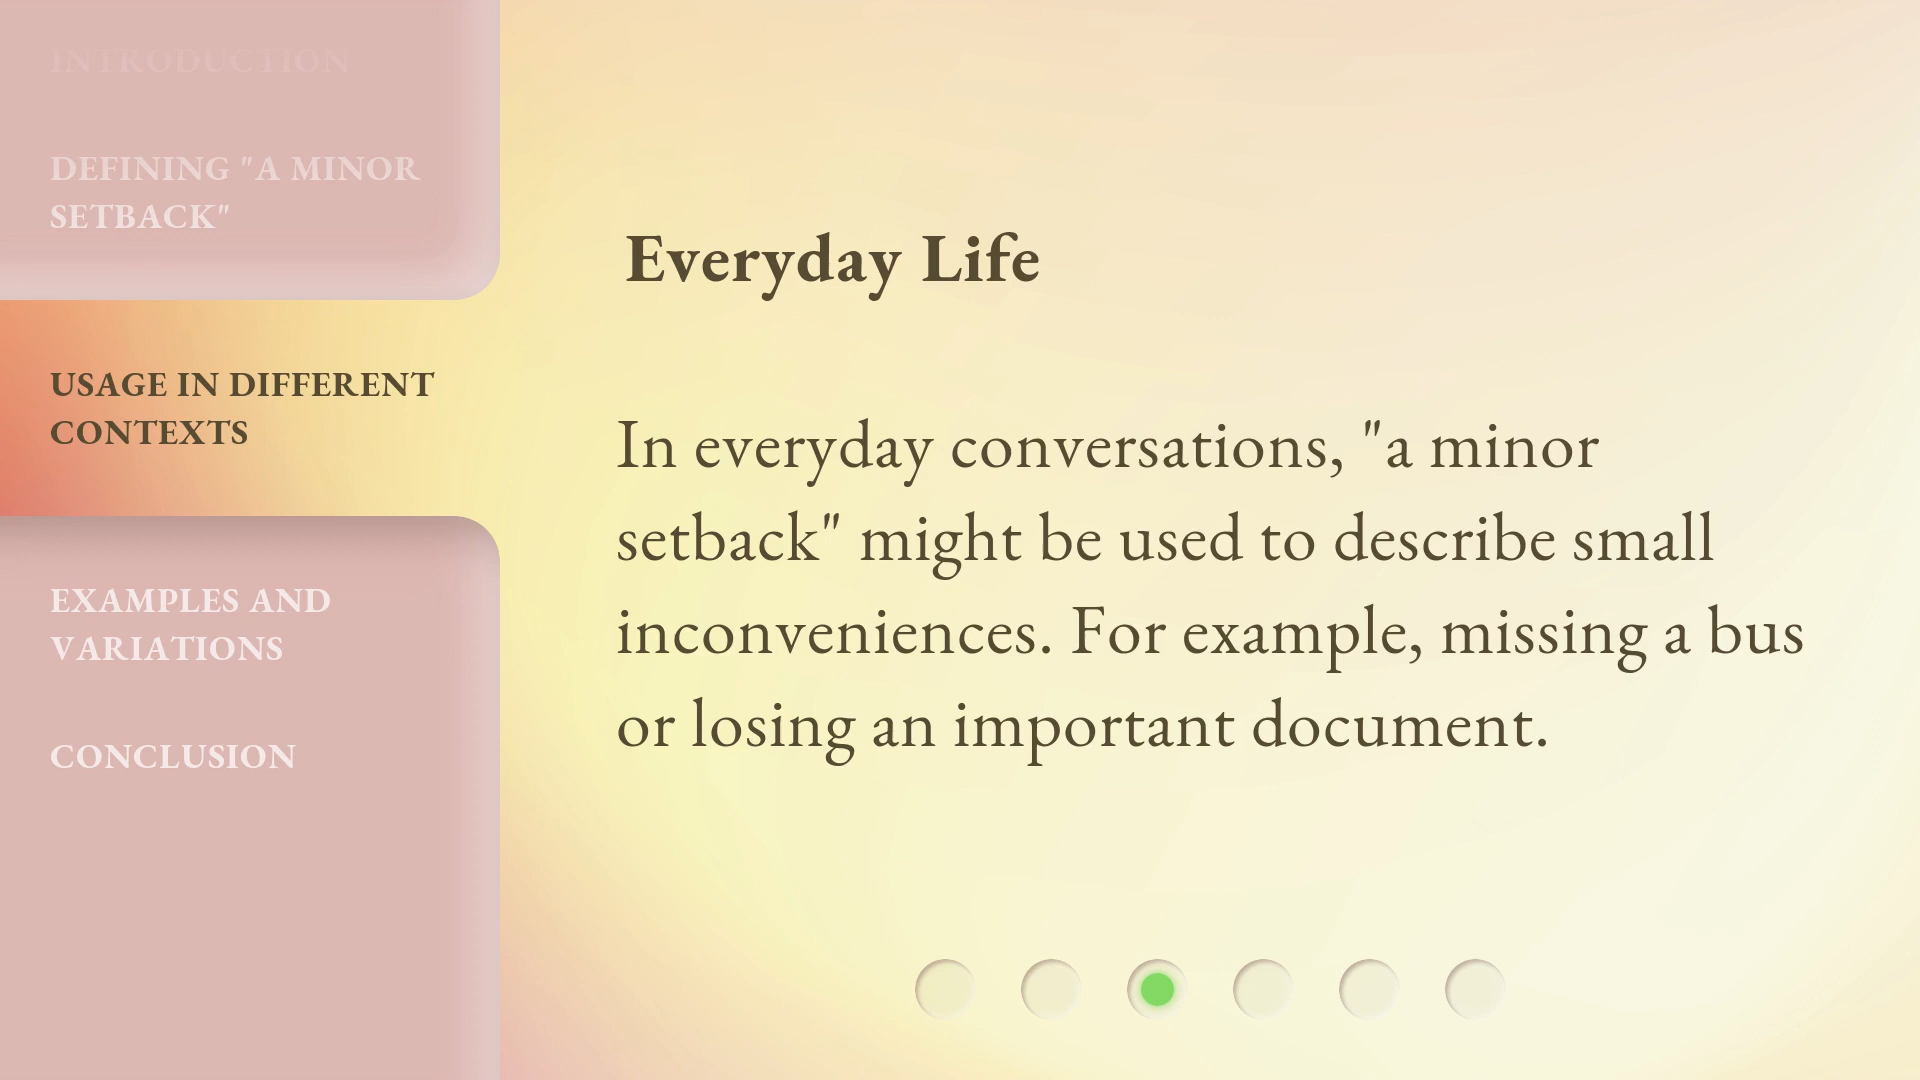 INTRODUCTION
DEFINING "A MINOR
SETBACK"
USAGE IN DIFFERENT
CONTEXTS
EXAMPLES AND
VARIATIONS
CONCLUSION
Everyday Life
In everyday conversations, "a minor
setback" might be used to describe small
inconveniences. For example, missing a bus
or losing an important document.